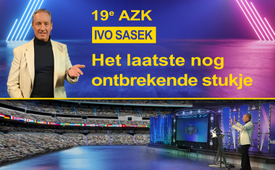 19e AZK
IVO SASEK
Het laatste nog
ontbrekende stukje